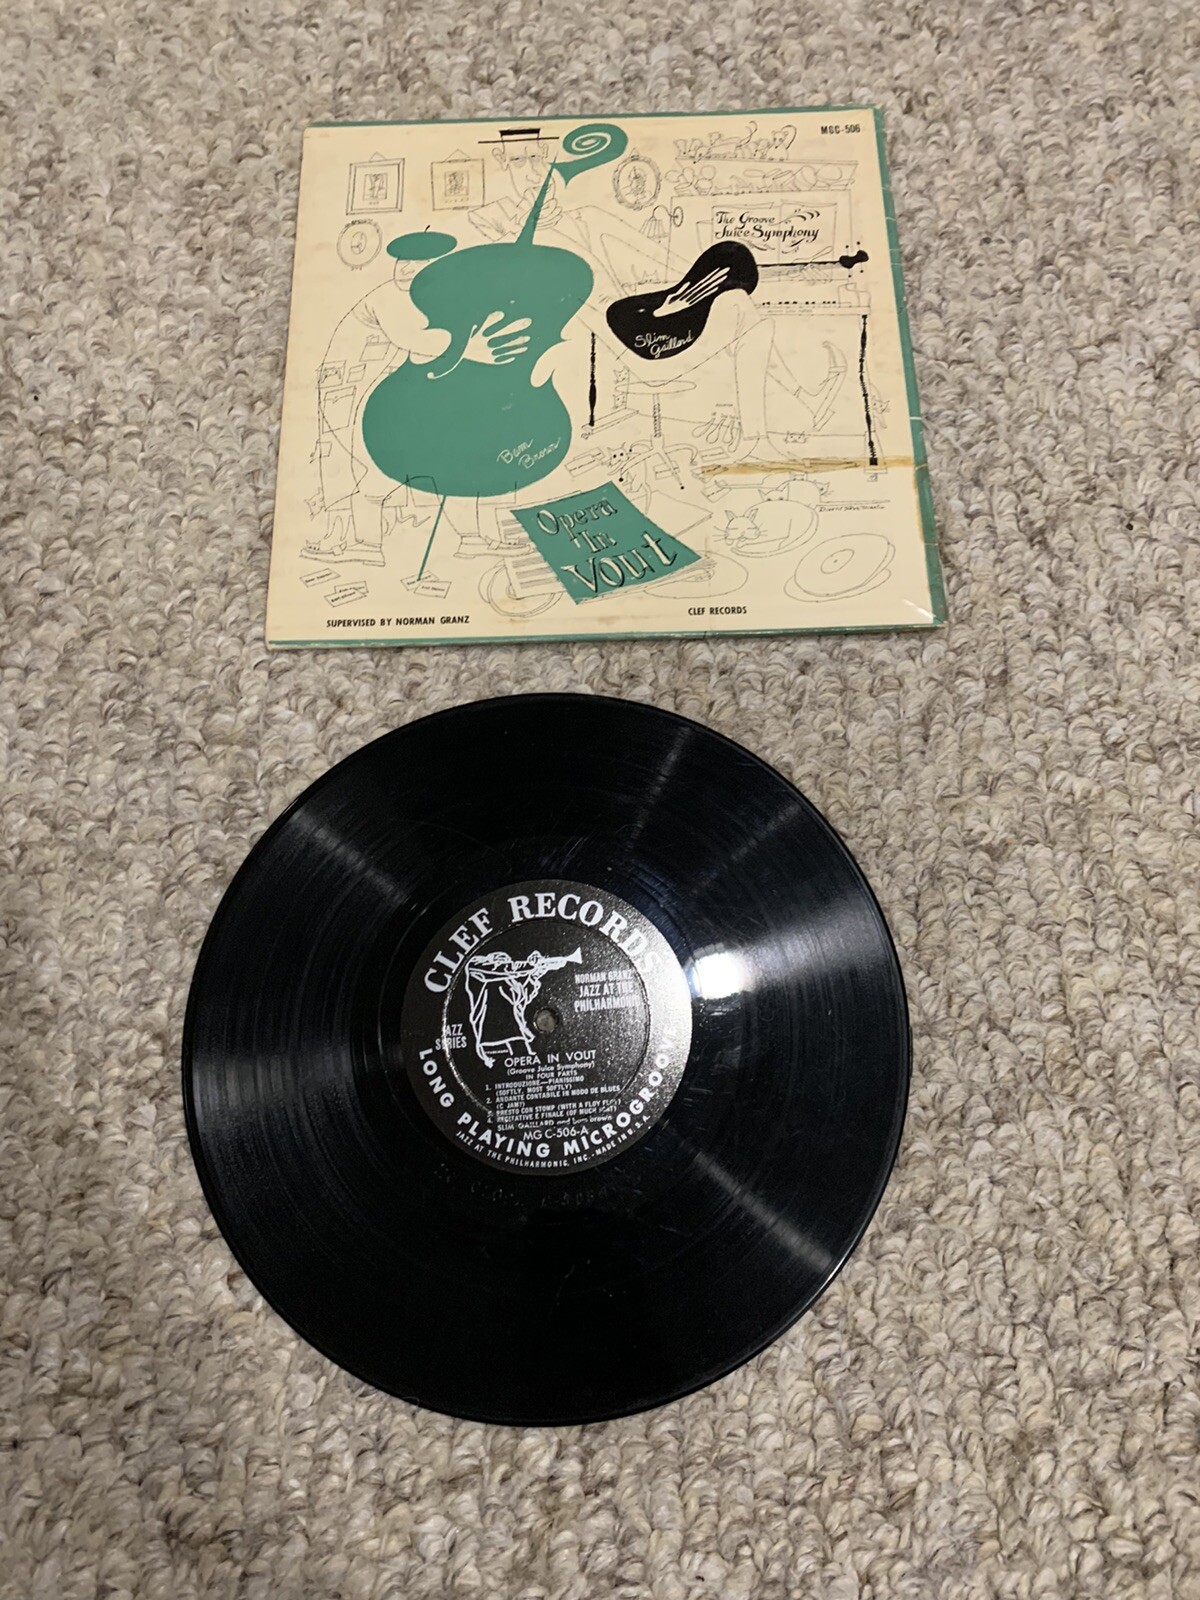 MGC-506
The Groove
Juice Symphony
Slim
Gaillard
Bam
Brown
Opera
In
Vout
SUPERVISED BY NORMAN GRANZ
CLEF RECORDS
CLEF RECORDS
NORMAN GRANZ
JAZZ AT THE
PHILHARMONIC
JAZZ
SERIES
OPERA IN VOUT
(Groove Juice Symphony)
IN FOUR PARTS
1. INTRODUZIONE—PIANISSIMO
(SOFTLY, MOST SOFTLY)
2. ANDANTE CONTABILE IN MODO DE BLUES
(C JAM?)
3. PRESTO CON STOMP (WITH A FLOY FLOY)
4. RECITATIVE E FINALE (OF MUCH SCAT)
SLIM GAILLARD and bam brown
MG C-506-A
LONG PLAYING MICROGROOVE
JAZZ AT THE PHILHARMONIC, INC. - MADE IN U.S.A.